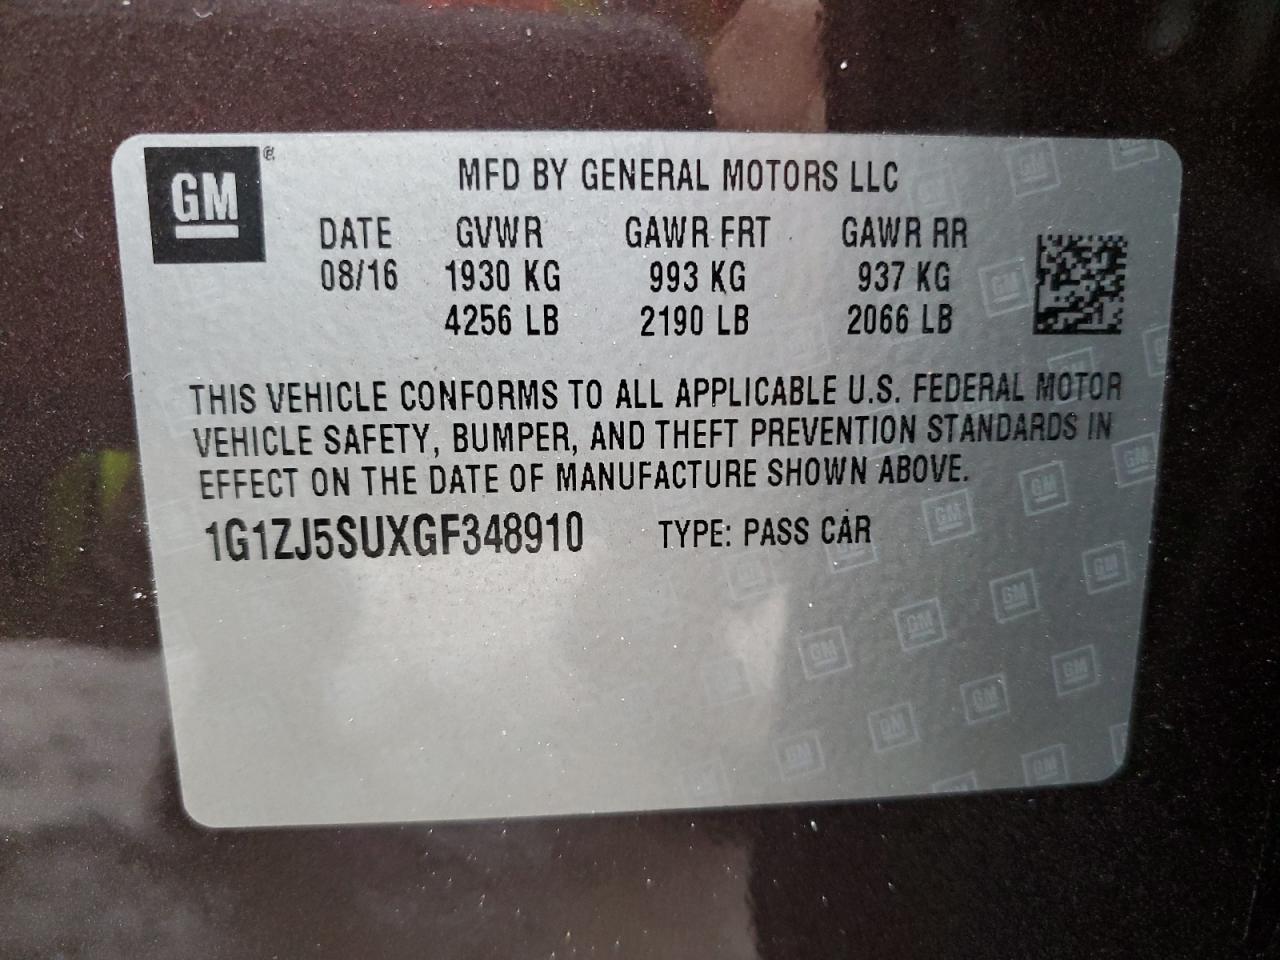 GM
MFD BY GENERAL MOTORS LLC
DATE GVWR GAWR FRT GAWR RR
08/16 1930 KG 993 KG 937 KG
4256 LB 2190 LB 2066 LB
THIS VEHICLE CONFORMS TO ALL APPLICABLE U.S. FEDERAL MOTOR
VEHICLE SAFETY, BUMPER, AND THEFT PREVENTION STANDARDS IN
EFFECT ON THE DATE OF MANUFACTURE SHOWN ABOVE.
1G1ZJ5SUXGF348910 TYPE: PASS CAR